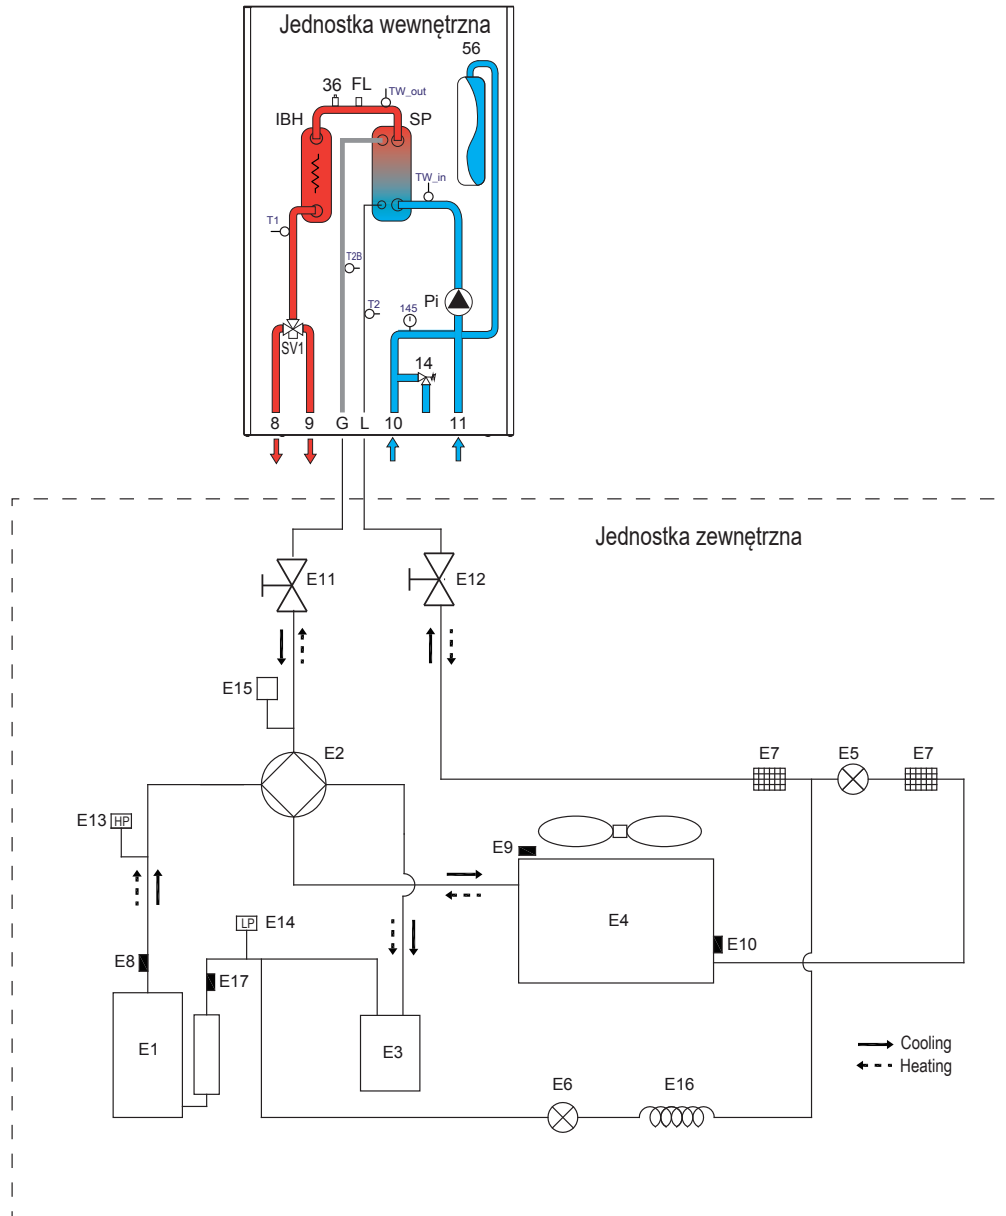 Jednostka wewnętrzna
56
36 FL
TW_out
IBH
SP
TW_in
T1
T2B
T2
Pi
145
SV1
14
8 9 G L 10 11
Jednostka zewnętrzna
E11
E12
E15
E2
E7 E5 E7
E13 HP
E9
E4
LP E14
E10
E8
E17
E1
E3
Cooling
Heating
E6
E16